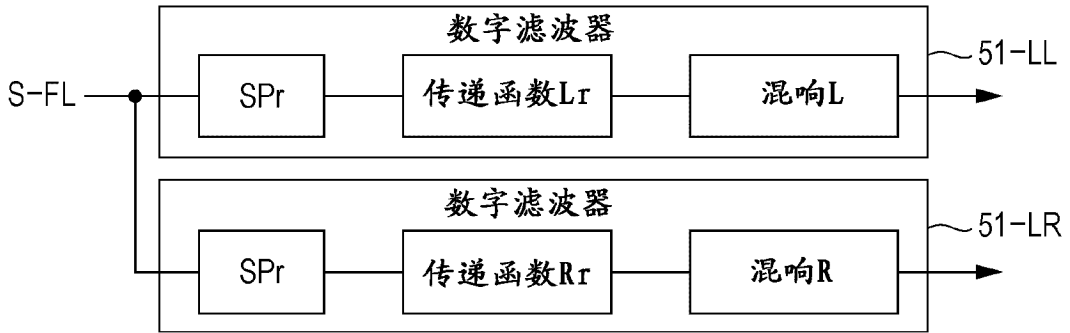 数字滤波器
51-LL
S-FL
SPr
传递函数Lr
混响L
数字滤波器
51-LR
SPr
传递函数Rr
混响R